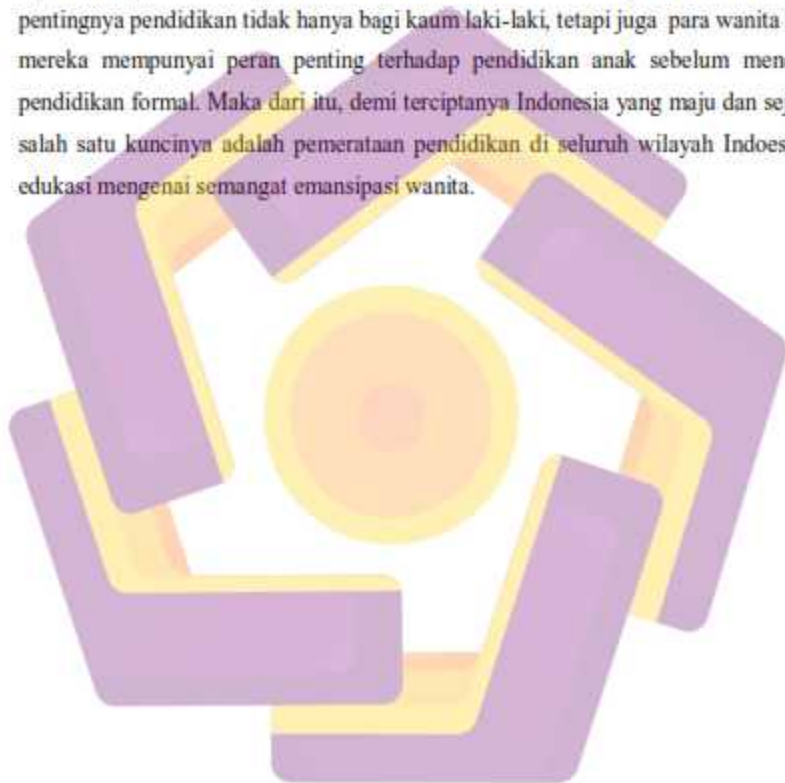 pentingnya pendidikan tidak hanya bagi kaum laki-laki, tetapi juga para wanita
mereka mempunyai peran penting terhadap pendidikan anak sebelum men
pendidikan formal. Maka dari itu, demi terciptanya Indonesia yang maju dan sej
salah satu kuncinya adalah pemerataan pendidikan di seluruh wilayah Indoes
edukasi mengenai semangat emansipasi wanita.